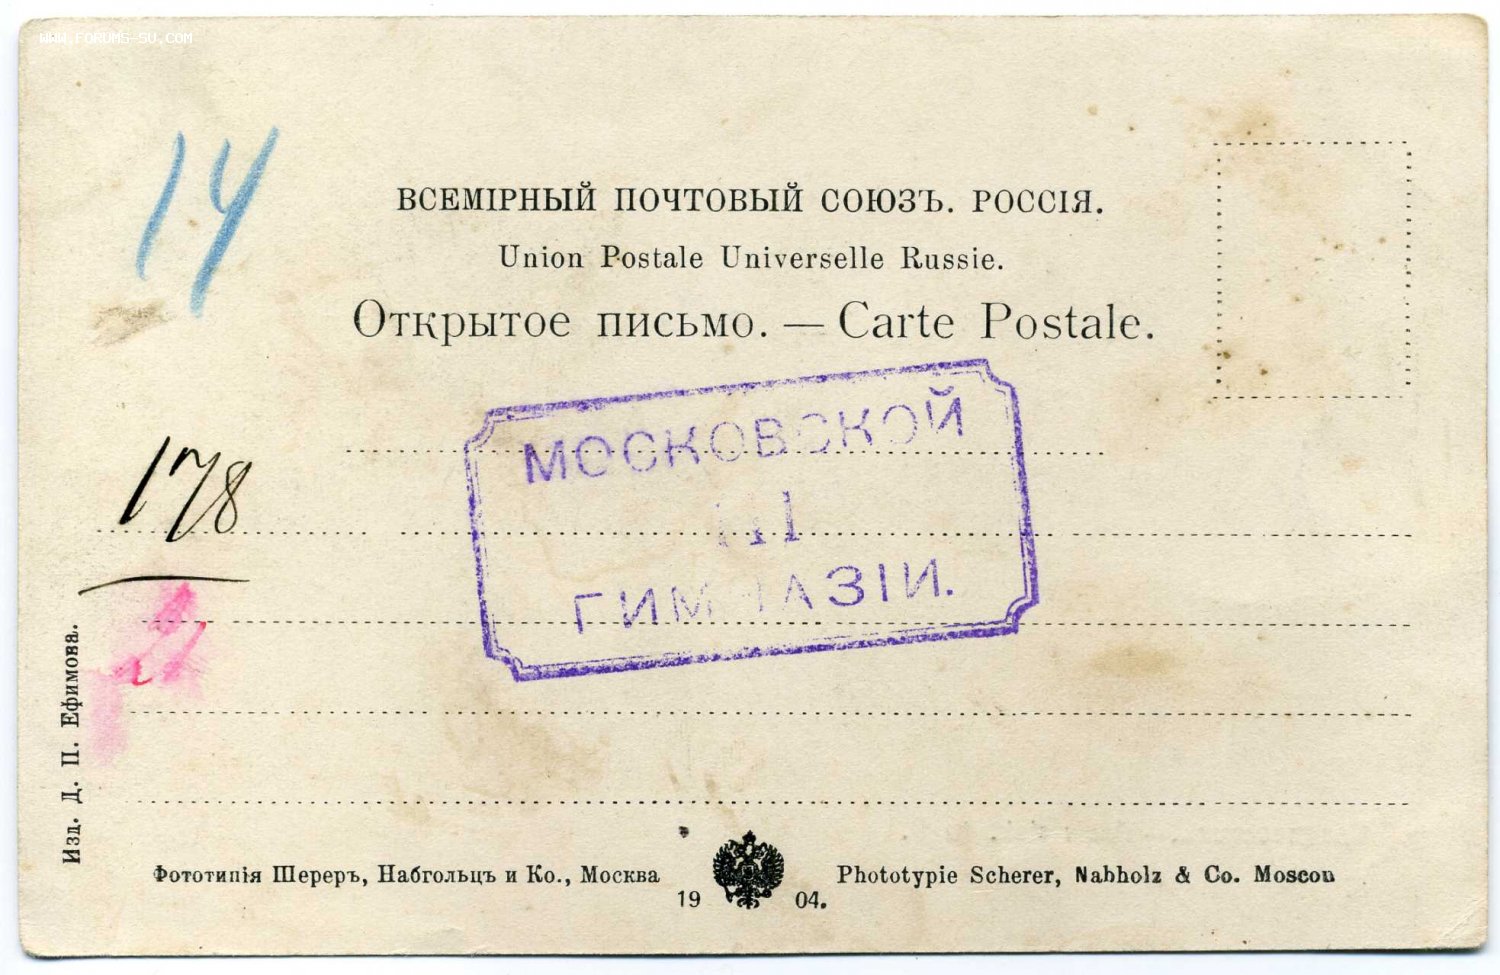 WWW.FORUMS-SU.COM
14
ВСЕМІРНЫЙ ПОЧТОВЫЙ СОЮЗЪ. РОССІЯ.
Union Postale Universelle Russie.
Открытое письмо. — Carte Postale.
МОСКОВСКОЙ
III
ГИМНАЗІИ.
178
Изд. Д. П. Ефимова.
Фототипія Шереръ, Набгольцъ и Ко., Москва
Phototypie Scherer, Nabholz & Co. Moscou
19 04.